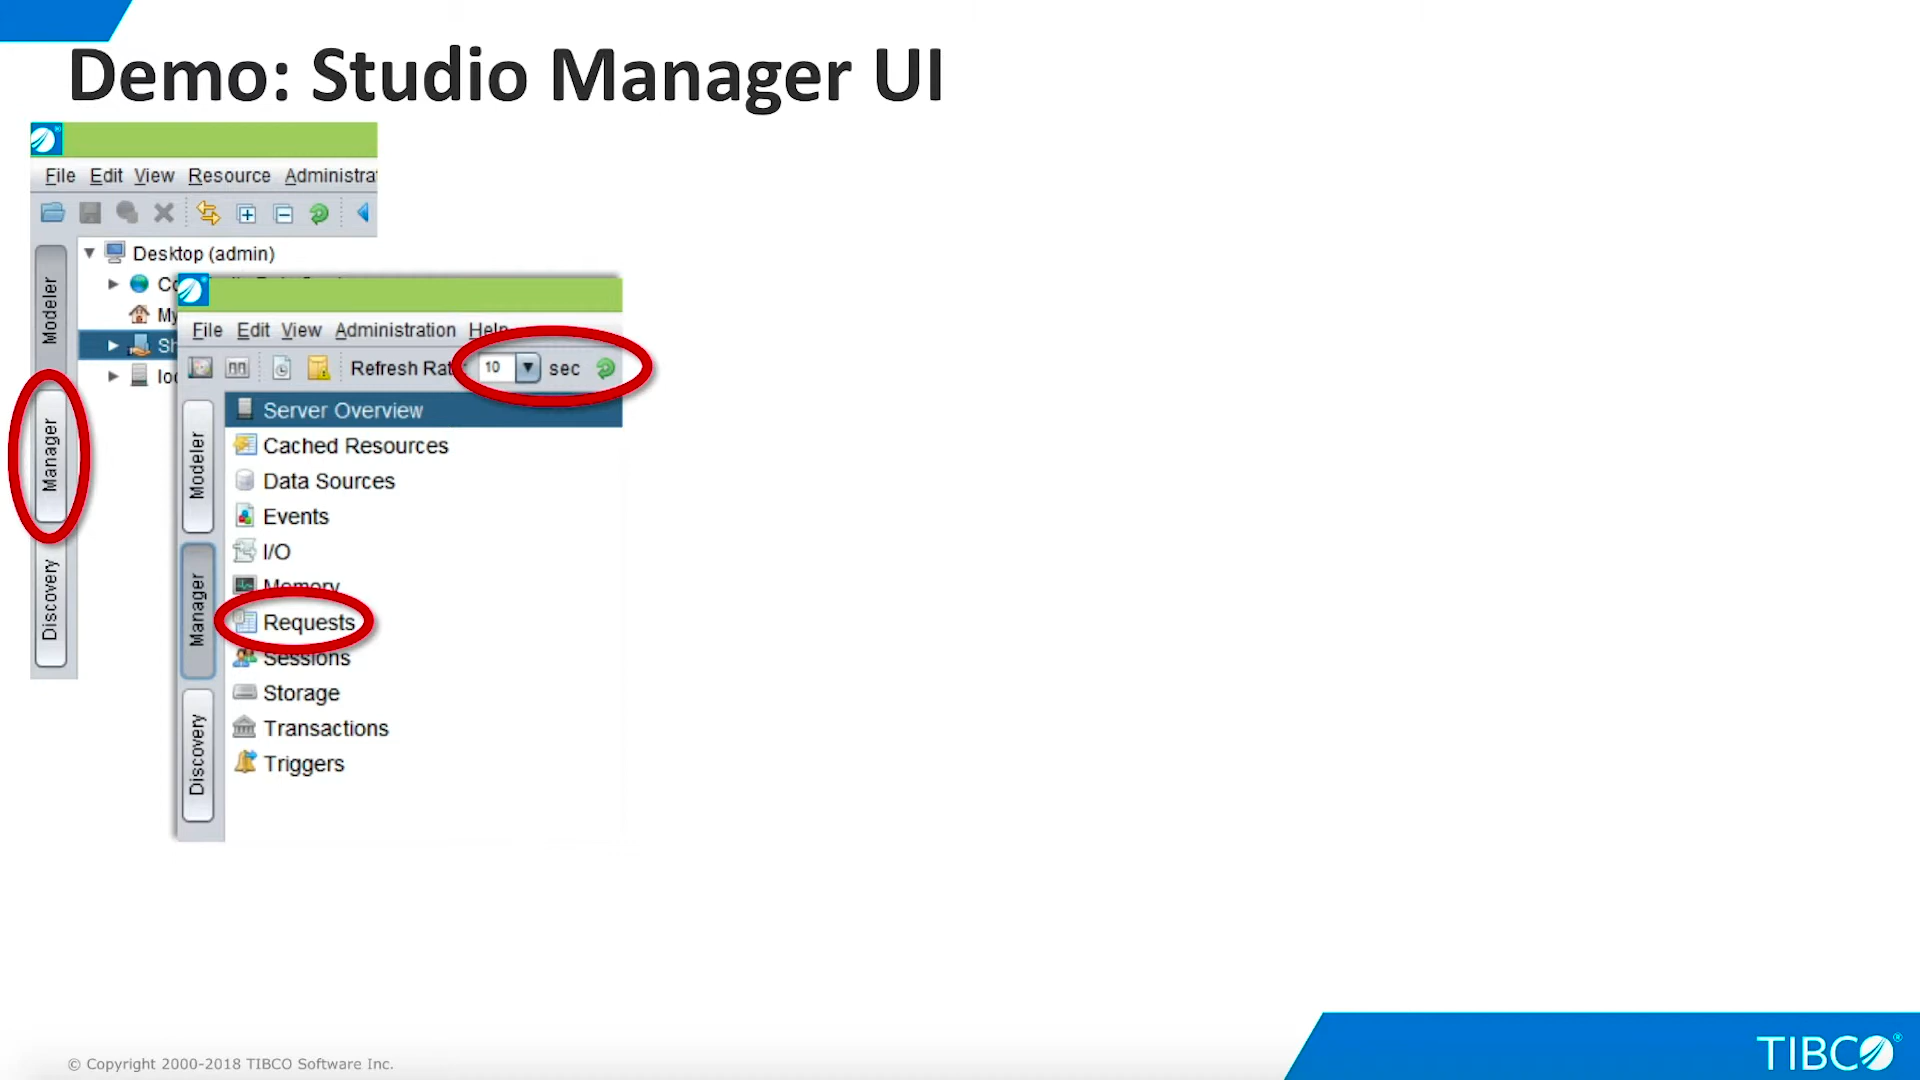 Demo: Studio Manager UI
File Edit View Resource
Desktop (admin)
Modeler
Manager
Discovery
File Edit View Administration Help
Refresh 10 sec
Modeler
Manager
Discovery
Server Overview
Cached Resources
Data Sources
Events
I/O
Memory
Requests
Sessions
Storage
Transactions
Triggers
© Copyright 2000-2018 TIBCO Software Inc.
TIBCO®